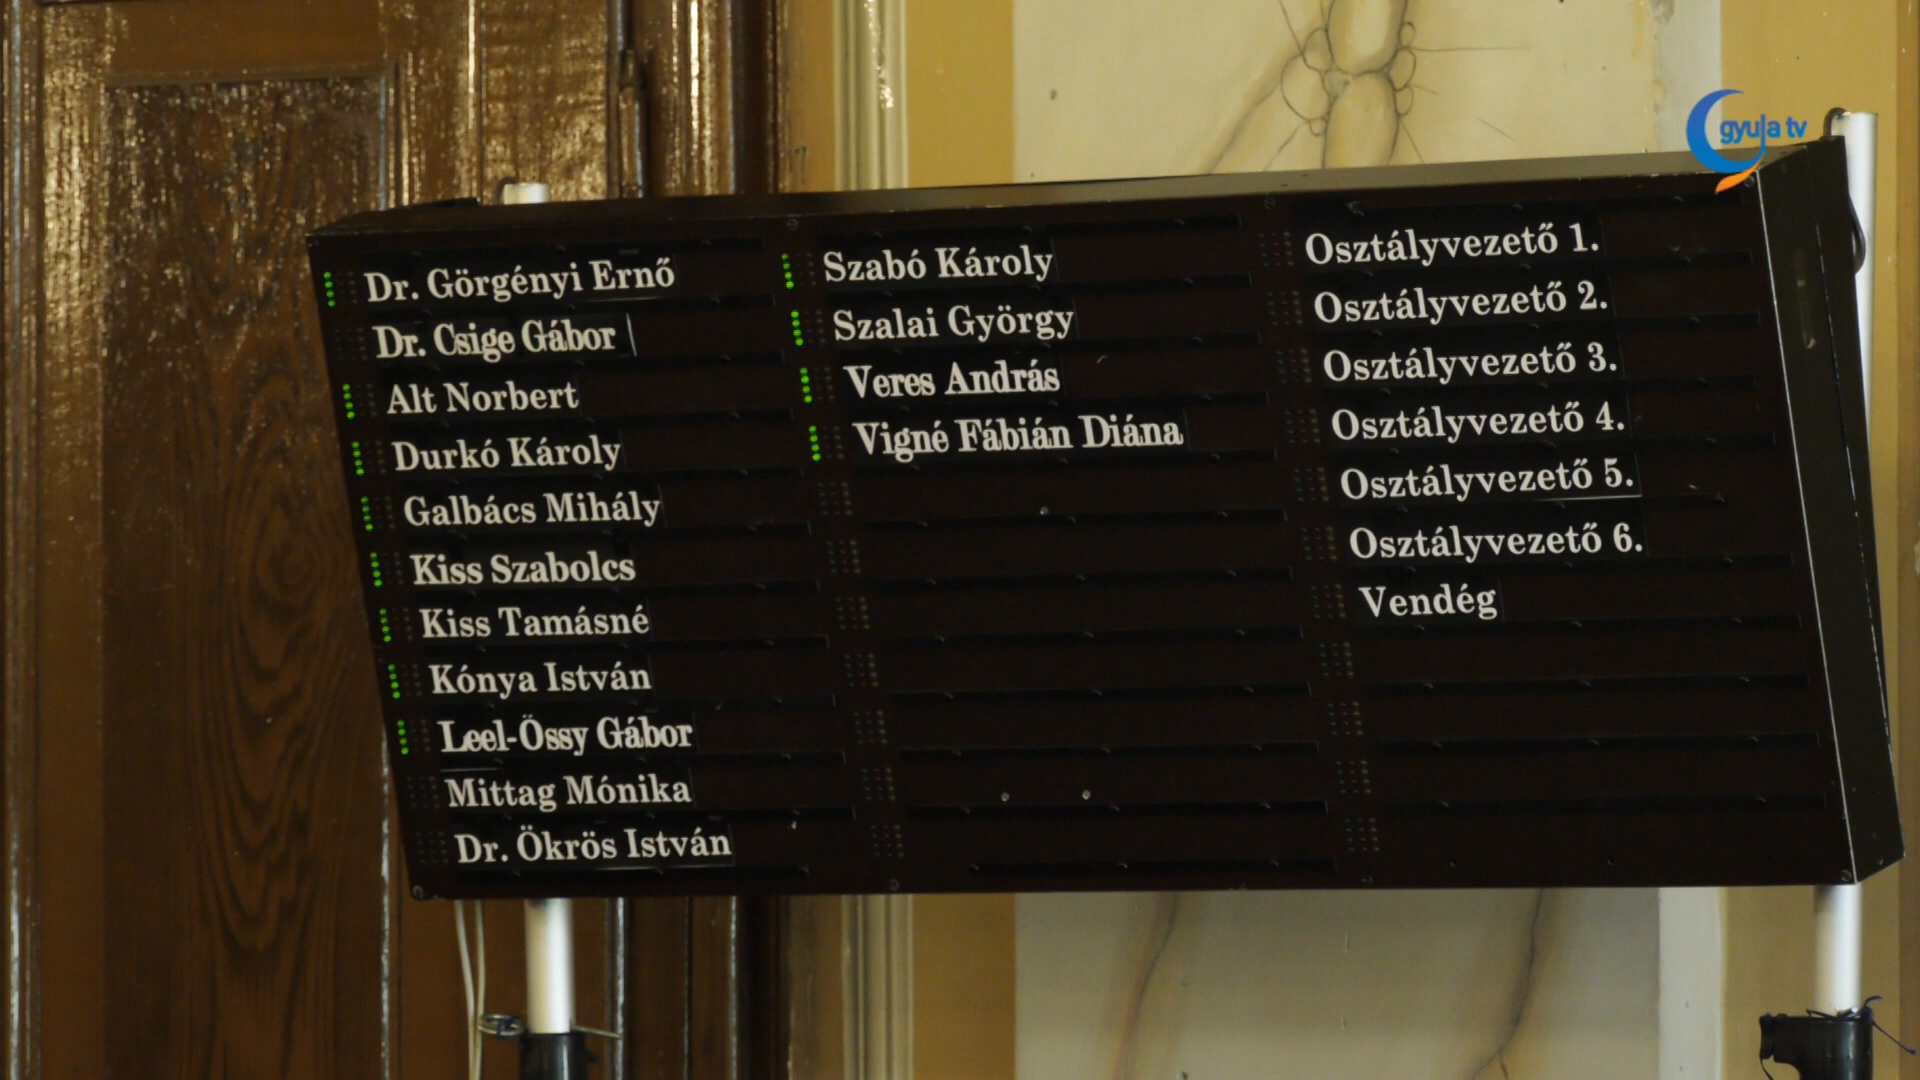 gyula tv
Dr. Görgényi Ernő
Dr. Csige Gábor
Alt Norbert
Durkó Károly
Galbács Mihály
Kiss Szabolcs
Kiss Tamásné
Kónya István
Leel-Őssy Gábor
Mittag Mónika
Dr. Ökrös István
Szabó Károly
Szalai György
Veres András
Vigné Fábián Diána
Osztályvezető 1.
Osztályvezető 2.
Osztályvezető 3.
Osztályvezető 4.
Osztályvezető 5.
Osztályvezető 6.
Vendég